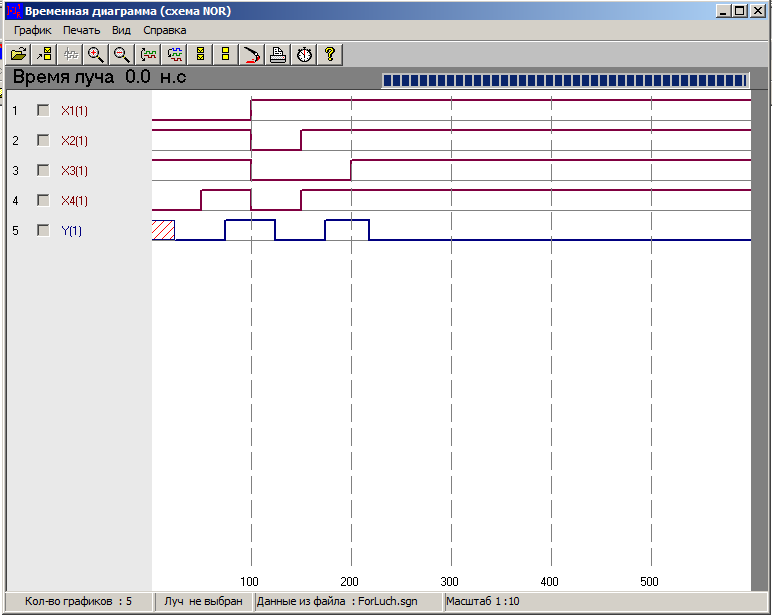 Временная диаграмма (схема NOR)
График Печать Вид Справка
Время луча 0.0 н.с
1 X1(1)
2 X2(1)
3 X3(1)
4 X4(1)
5 Y(1)
100 200 300 400 500
Кол-во графиков : 5 Луч не выбран Данные из файла : ForLuch.sgn Масштаб 1:10